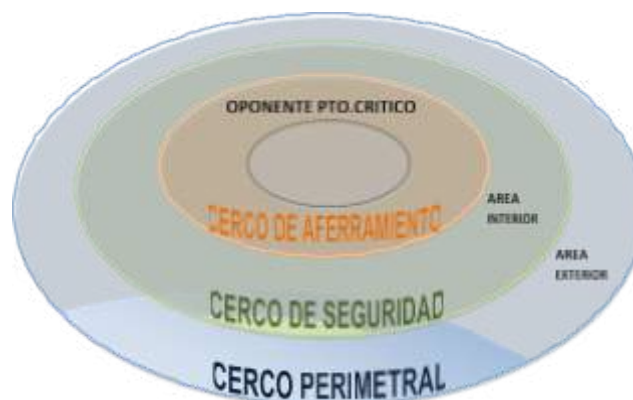 OPONENTE PTO.CRITICO
CERCO DE AFERRAMIENTO
AREA
INTERIOR
AREA
EXTERIOR
CERCO DE SEGURIDAD
CERCO PERIMETRAL